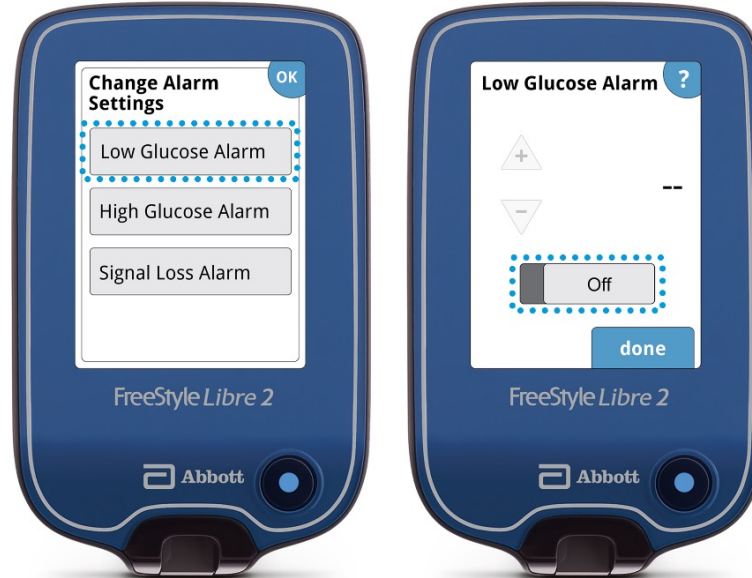 Change Alarm
Settings
OK
Low Glucose Alarm
High Glucose Alarm
Signal Loss Alarm
FreeStyle Libre 2
Abbott
Low Glucose Alarm
?
+
--
-
Off
done
FreeStyle Libre 2
Abbott